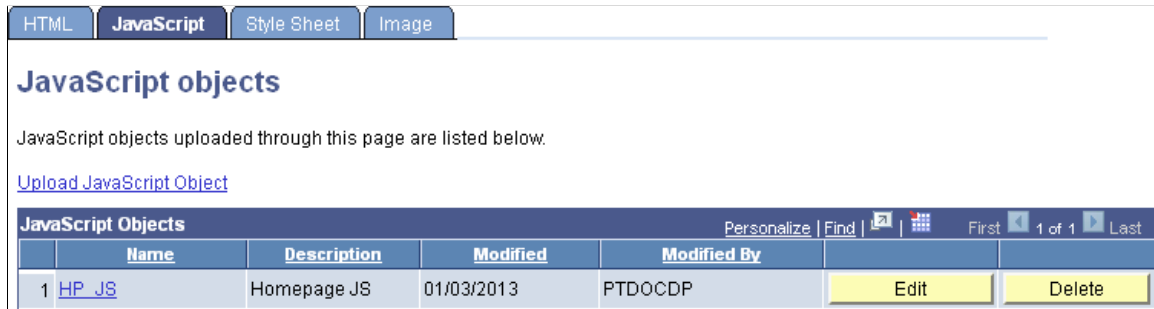 HTML JavaScript Style Sheet Image
JavaScript objects
JavaScript objects uploaded through this page are listed below.
Upload JavaScript Object
JavaScript Objects Personalize | Find | | First 1 of 1 Last
Name Description Modified Modified By
1 HP_JS Homepage JS 01/03/2013 PTDOCDP Edit Delete